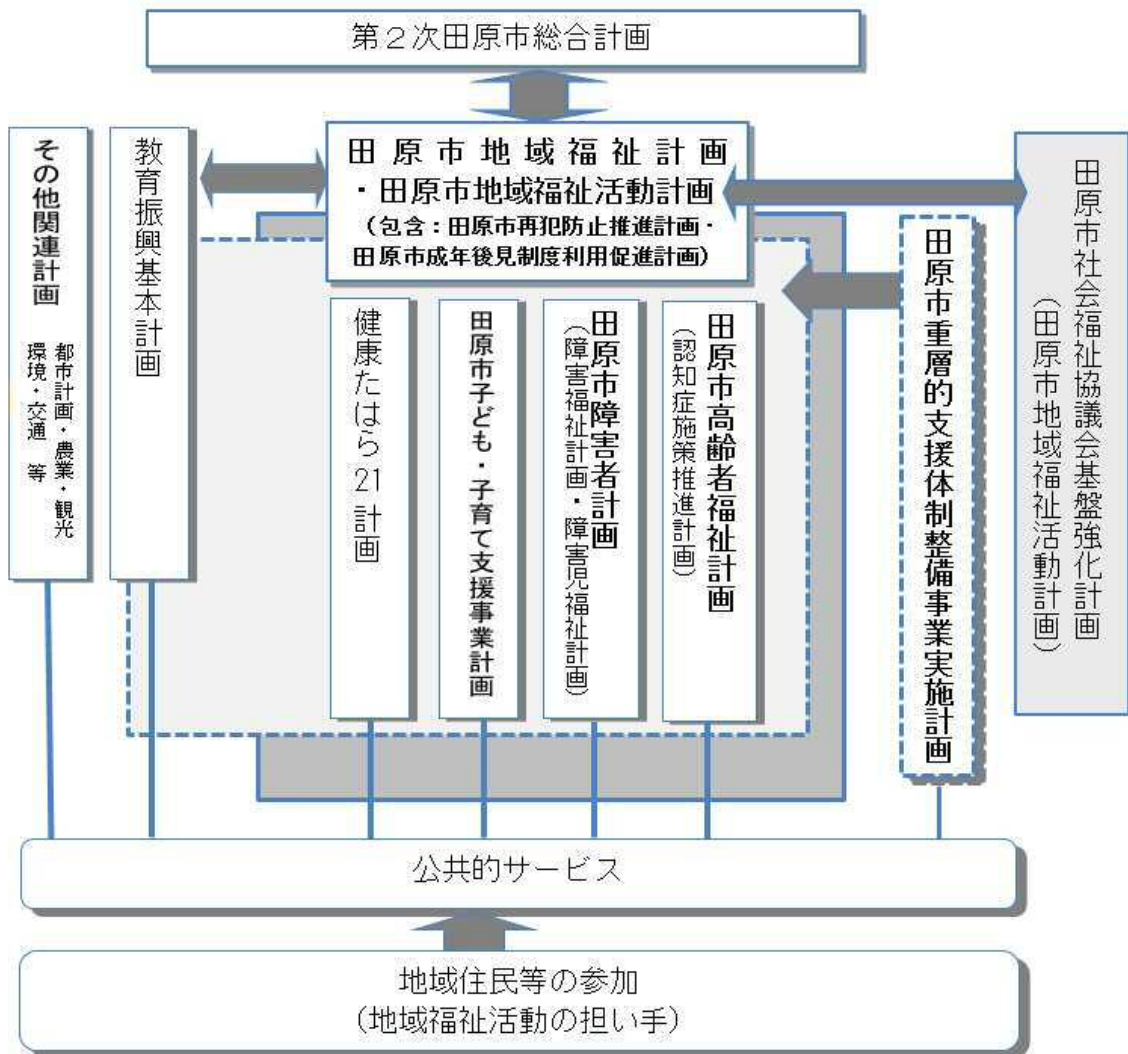 第２次田原市総合計画
田原市地域福祉計画
・田原市地域福祉活動計画
（包含：田原市再犯防止推進計画・
田原市成年後見制度利用促進計画）
その他関連計画
都市計画・農業・観光
環境・交通　等
教育振興基本計画
健康たはら21計画
田原市子ども・子育て支援事業計画
田原市障害者計画
（障害福祉計画・障害児福祉計画）
田原市高齢者福祉計画
（認知症施策推進計画）
田原市重層的支援体制整備事業実施計画
田原市社会福祉協議会基盤強化計画
（田原市地域福祉活動計画）
公共的サービス
地域住民等の参加
（地域福祉活動の担い手）